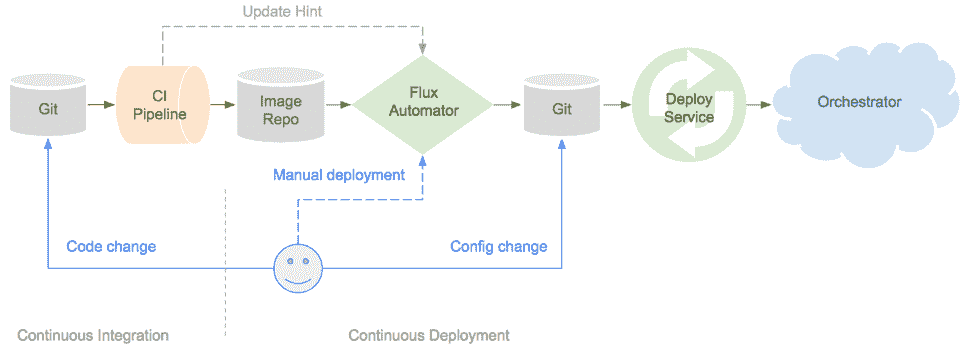 Update Hint
Git
CI
Pipeline
Image
Repo
Flux
Automator
Git
Deploy
Service
Orchestrator
Manual deployment
Code change
Config change
Continuous Integration
Continuous Deployment